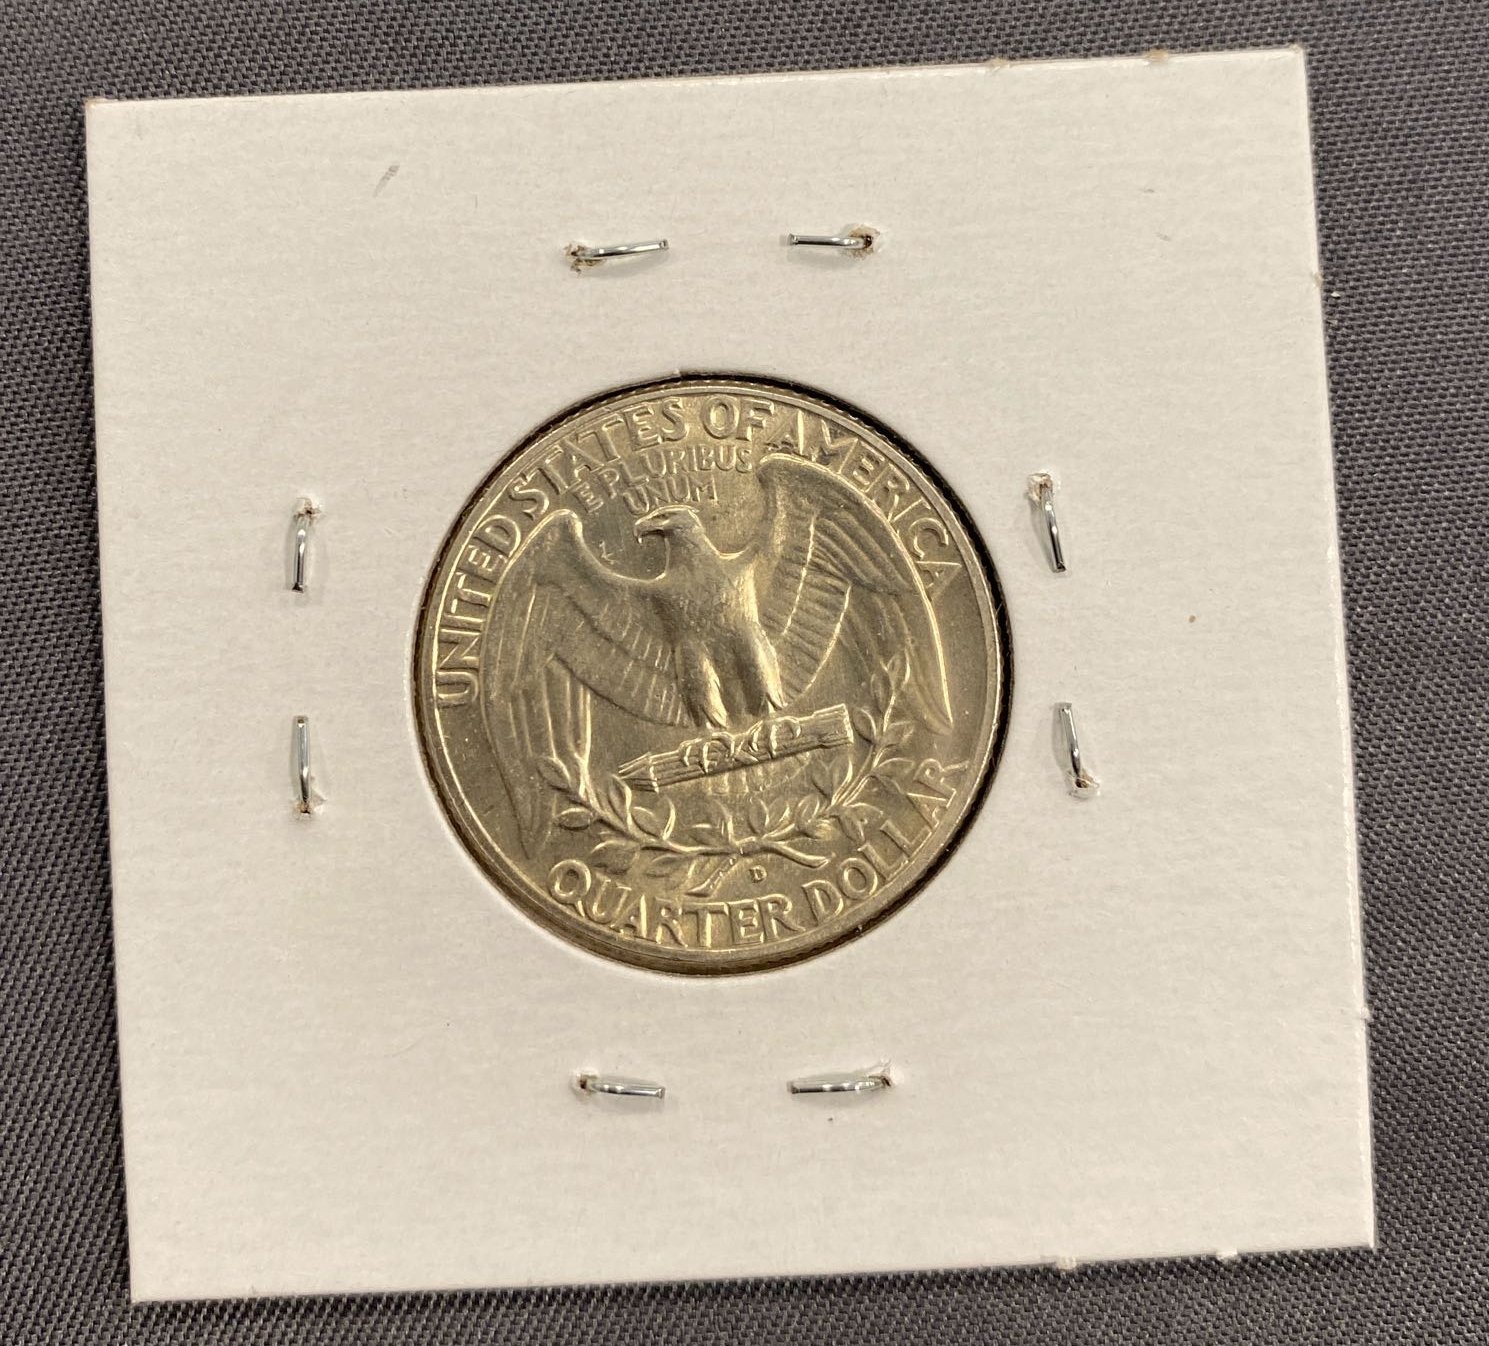 UNITED STATES OF AMERICA
E PLURIBUS
UNUM
D
QUARTER DOLLAR